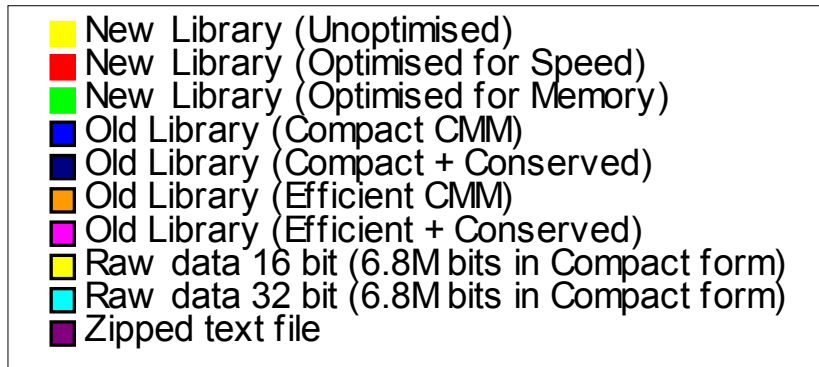 New Library (Unoptimised)
New Library (Optimised for Speed)
New Library (Optimised for Memory)
Old Library (Compact CMM)
Old Library (Compact + Conserved)
Old Library (Efficient CMM)
Old Library (Efficient + Conserved)
Raw data 16 bit (6.8M bits in Compact form)
Raw data 32 bit (6.8M bits in Compact form)
Zipped text file